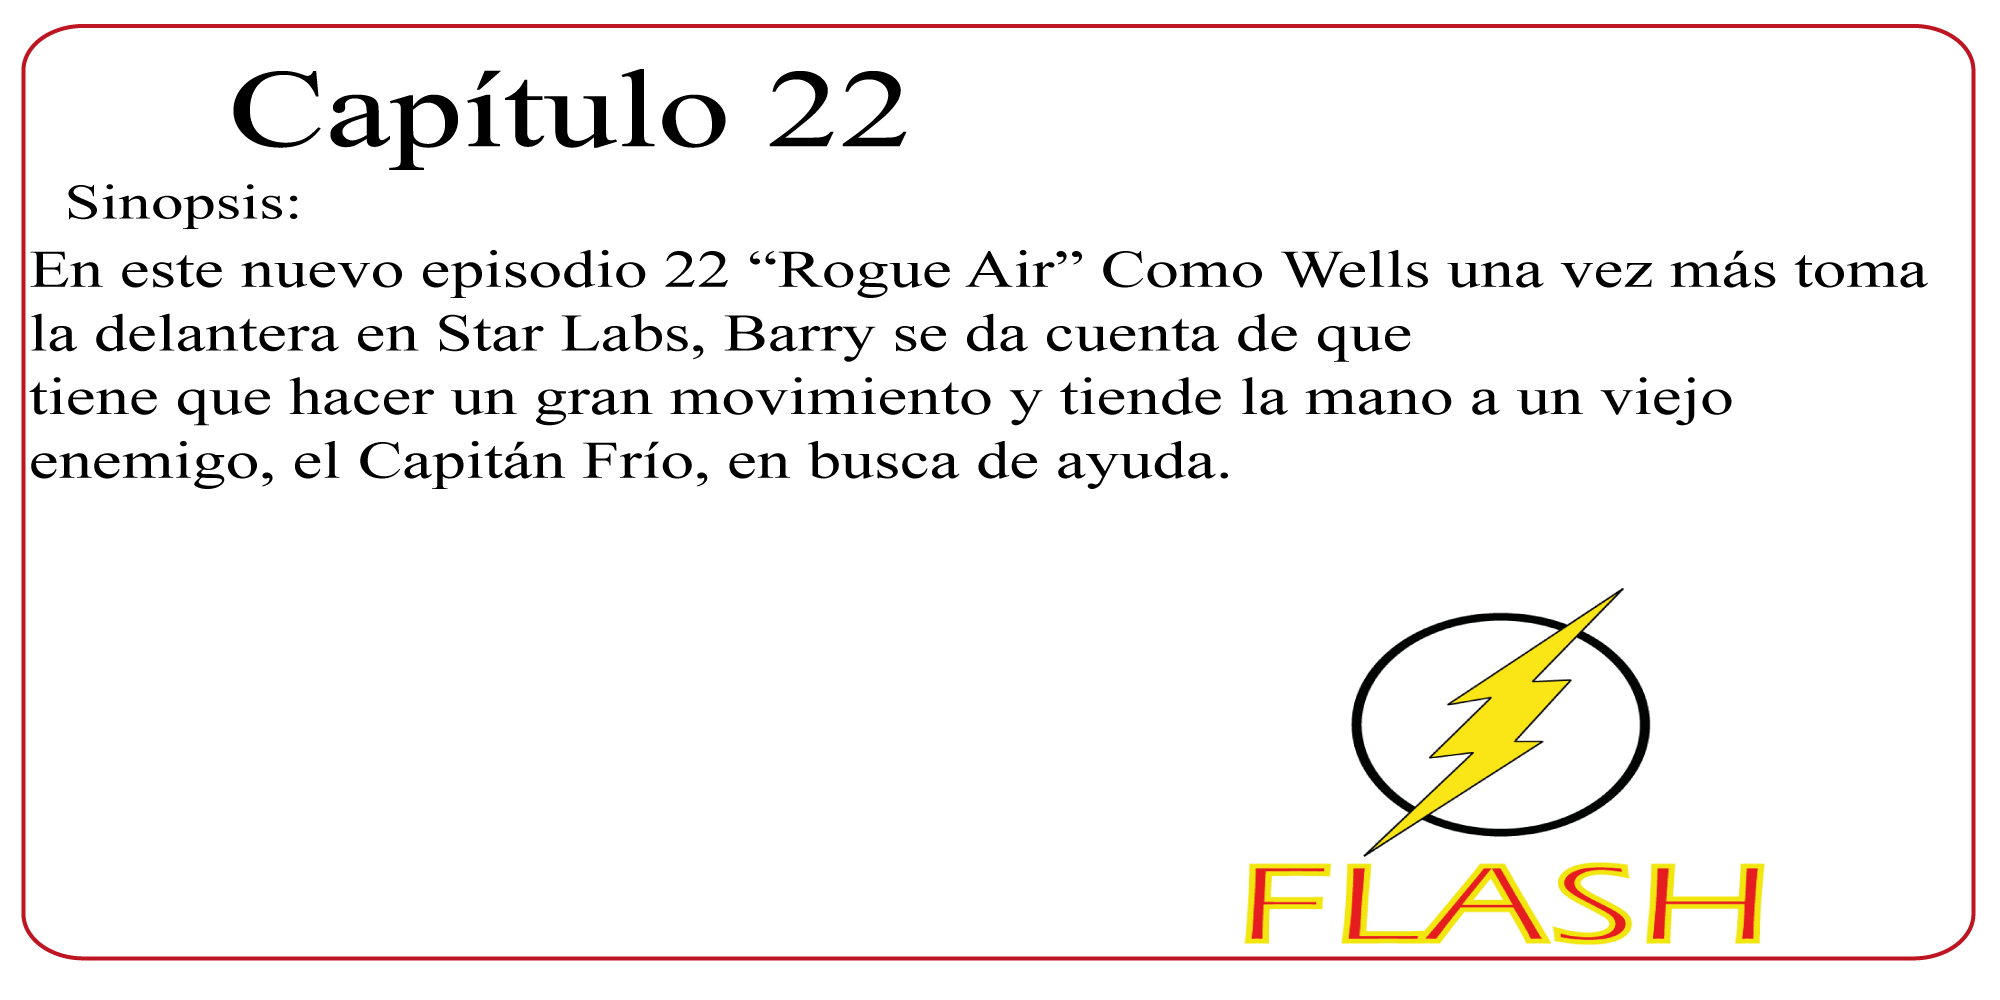 Capítulo 22
Sinopsis:
En este nuevo episodio 22 “Rogue Air” Como Wells una vez más toma
la delantera en Star Labs, Barry se da cuenta de que
tiene que hacer un gran movimiento y tiende la mano a un viejo
enemigo, el Capitán Frío, en busca de ayuda.
FLASH